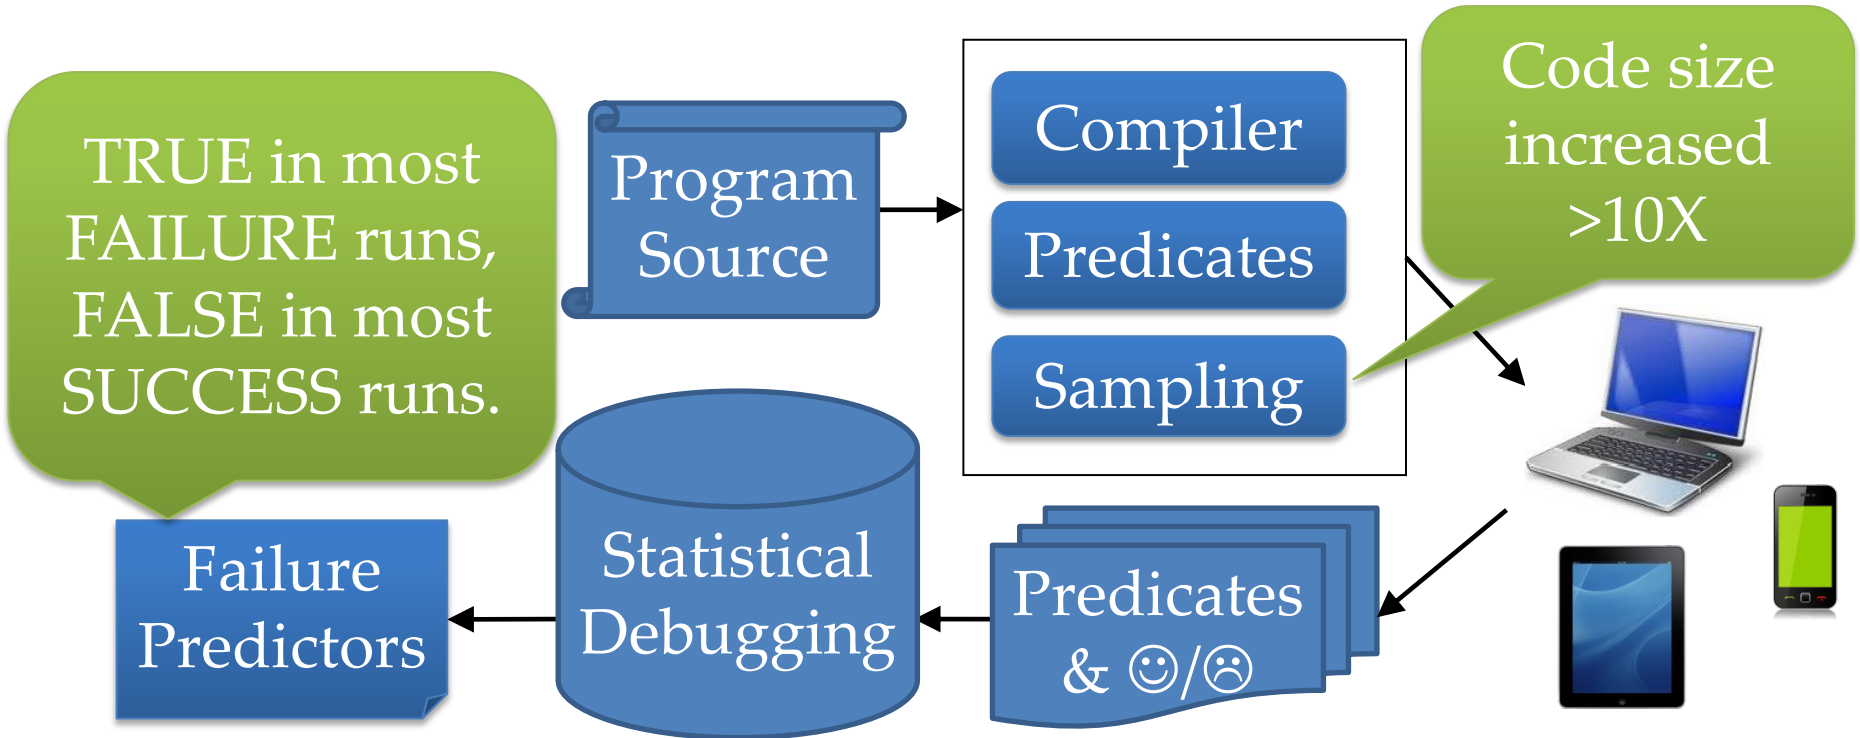 TRUE in most
FAILURE runs,
FALSE in most
SUCCESS runs.
Program
Source
Compiler
Predicates
Sampling
Code size
increased
>10X
Failure
Predictors
Statistical
Debugging
Predicates
& ☺/☹